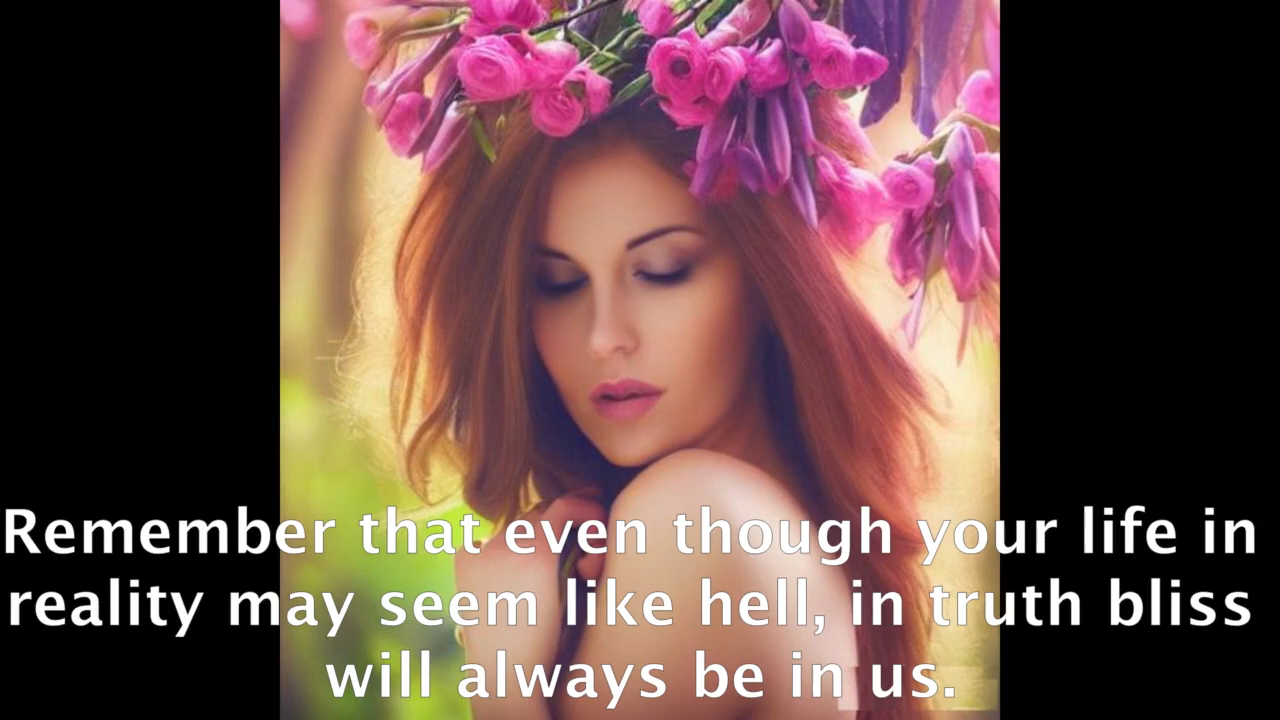 Remember that even though your life in
reality may seem like hell, in truth bliss
will always be in us.